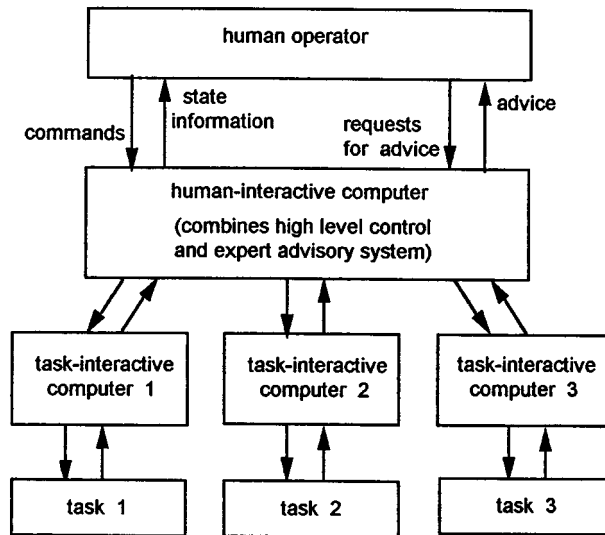 human operator
commands
state
information
requests
for advice
advice
human-interactive computer
(combines high level control
and expert advisory system)
task-interactive
computer 1
task-interactive
computer 2
task-interactive
computer 3
task 1
task 2
task 3